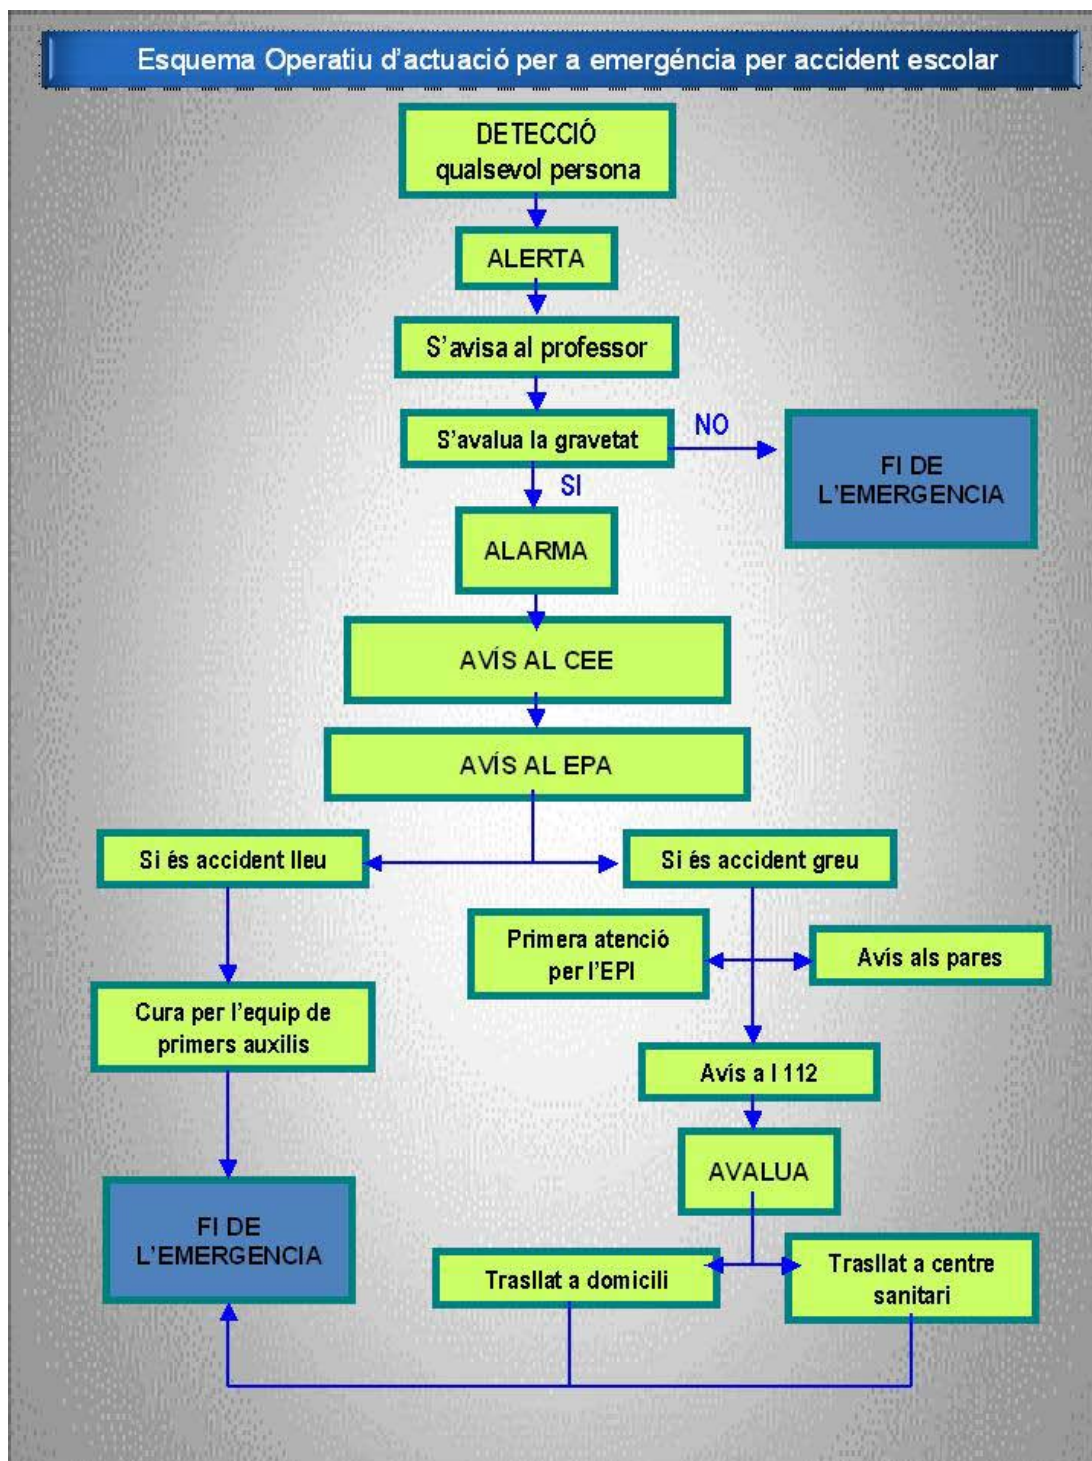 Esquema Operatiu d'actuació per a emergéncia per accident escolar
DETECCIÓ
qualsevol persona
ALERTA
S'avisa al professor
S'avalua la gravetat
NO
FI DE
L'EMERGENCIA
SI
ALARMA
AVÍS AL CEE
AVÍS AL EPA
Si és accident lleu
Si és accident greu
Primera atenció
per l'EPI
Avís als pares
Cura per l'equip de
primers auxilis
Avís a l 112
AVALUA
FI DE
L'EMERGENCIA
Trasllat a domicili
Trasllat a centre
sanitari